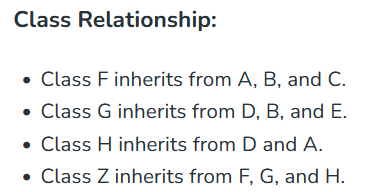 Class Relationship:
• Class F inherits from A, B, and C.
• Class G inherits from D, B, and E.
• Class H inherits from D and A.
• Class Z inherits from F, G, and H.